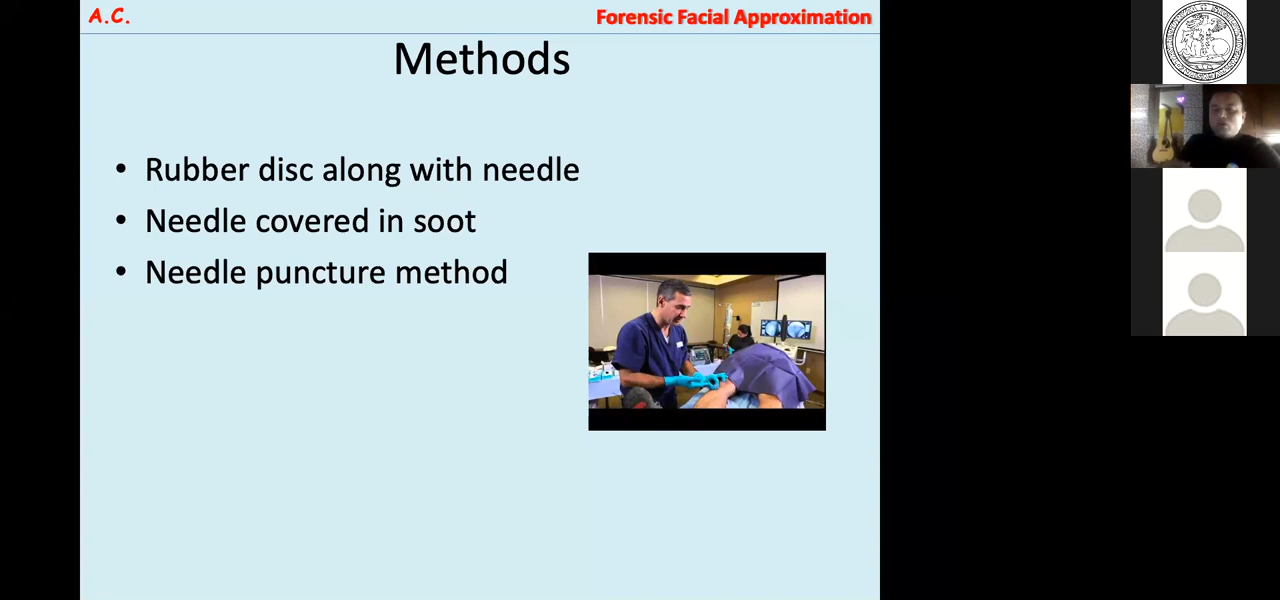 A.C.
Forensic Facial Approximation
Methods
• Rubber disc along with needle
• Needle covered in soot
• Needle puncture method